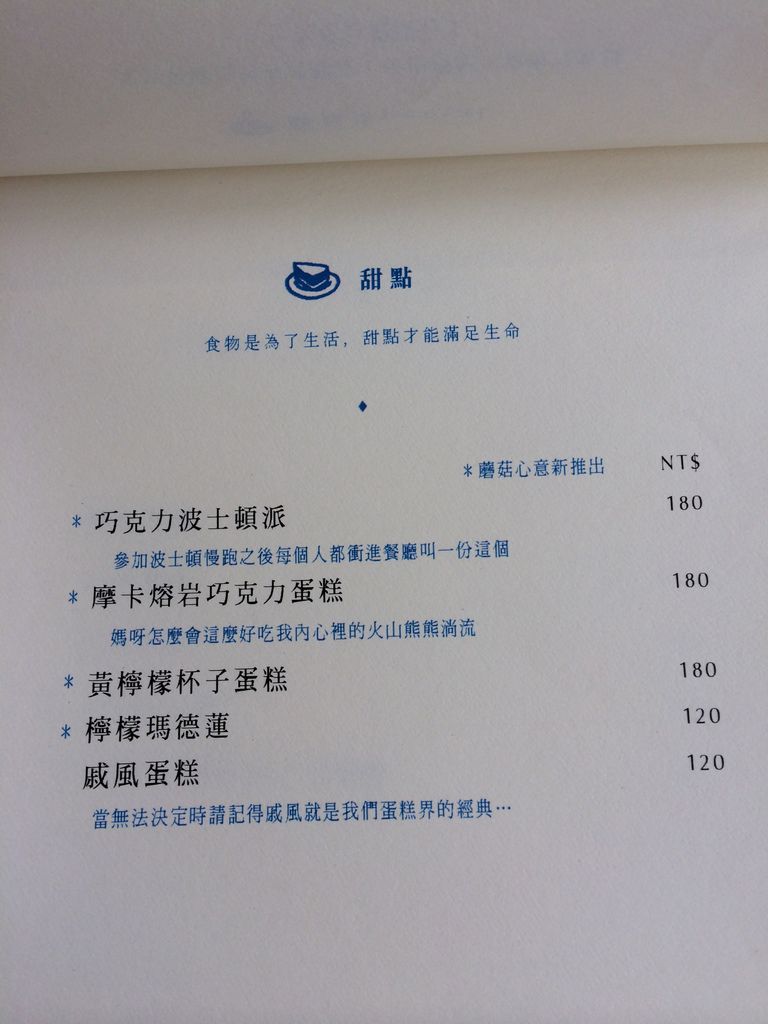 甜點
食物是為了生活，甜點才能滿足生命
*蘑菇心意新推出 NT$
* 巧克力波士頓派 180
參加波士頓慢跑之後每個人都衝進餐廳叫一份這個
* 摩卡熔岩巧克力蛋糕 180
媽呀怎麼會這麼好吃我內心裡的火山熊熊淌流
* 黃檸檬杯子蛋糕 180
* 檸檬瑪德蓮 120
戚風蛋糕 120
當無法決定時請記得戚風就是我們蛋糕界的經典…